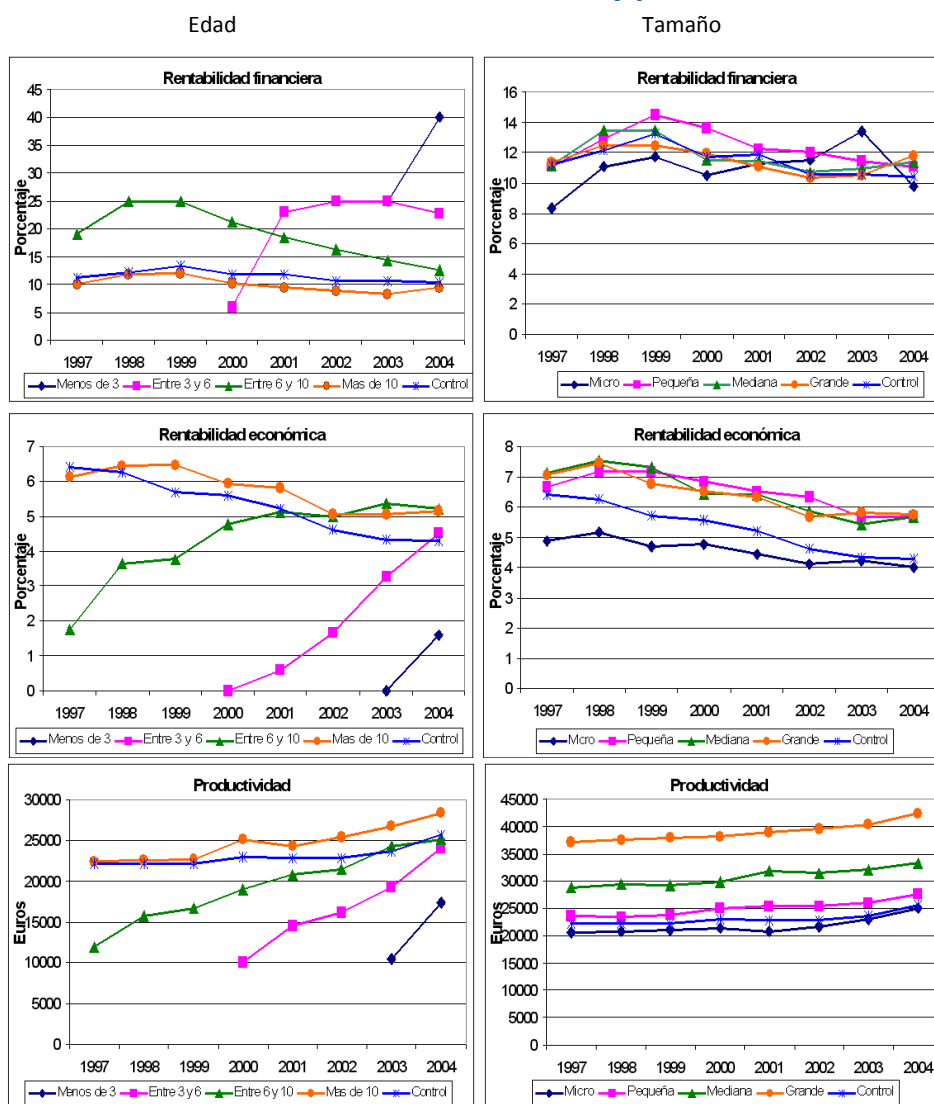 Edad
Tamaño
Rentabilidad financiera
Porcentaje
45
40
35
30
25
20
15
10
5
0
1997 1998 1999 2000 2001 2002 2003 2004
Menos de 3 Entre 3 y 6 Entre 6 y 10 Mas de 10 Control
Rentabilidad financiera
Porcentaje
16
14
12
10
8
6
4
2
0
1997 1998 1999 2000 2001 2002 2003 2004
Micro Pequeña Mediana Grande Control
Rentabilidad económica
Porcentaje
7
6
5
4
3
2
1
0
1997 1998 1999 2000 2001 2002 2003 2004
Menos de 3 Entre 3 y 6 Entre 6 y 10 Mas de 10 Control
Rentabilidad económica
Porcentaje
8
7
6
5
4
3
2
1
0
1997 1998 1999 2000 2001 2002 2003 2004
Mcro Pequeña Mediana Grande Control
Productividad
Euros
30000
25000
20000
15000
10000
5000
0
1997 1998 1999 2000 2001 2002 2003 2004
Menos de 3 Entre 3 y 6 Entre 6 y 10 Mas de 10 Control
Productividad
Euros
45000
40000
35000
30000
25000
20000
15000
10000
5000
0
1997 1998 1999 2000 2001 2002 2003 2004
Micro Pequeña Mediana Grande Control